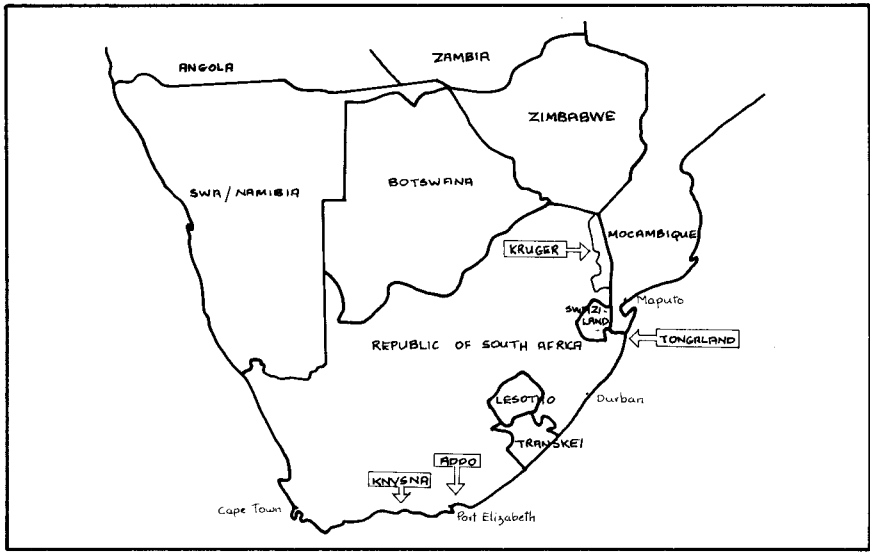 ANGOLA
ZAMBIA
ZIMBABWE
SWA/NAMIBIA
BOTSWANA
MOCAMBIQUE
KRUGER
SWAZI-
LAND
Maputo
REPUBLIC OF SOUTH AFRICA
TONGALAND
LESOTHO
Durban
TRANSKEI
ADDO
KNYSNA
Cape Town
Port Elizabeth